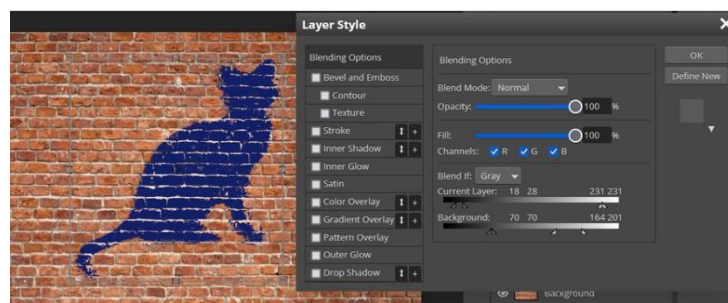 Layer Style
Blending Options
Bevel and Emboss
Contour
Texture
Stroke
Inner Shadow
Inner Glow
Satin
Color Overlay
Gradient Overlay
Pattern Overlay
Outer Glow
Drop Shadow
Blending Options
Blend Mode: Normal
Opacity: 100 %
Fill: 100 %
Channels: R G B
Blend If: Gray
Current Layer: 18 28 231 231
Background: 70 70 164 201
OK
Define New
Background